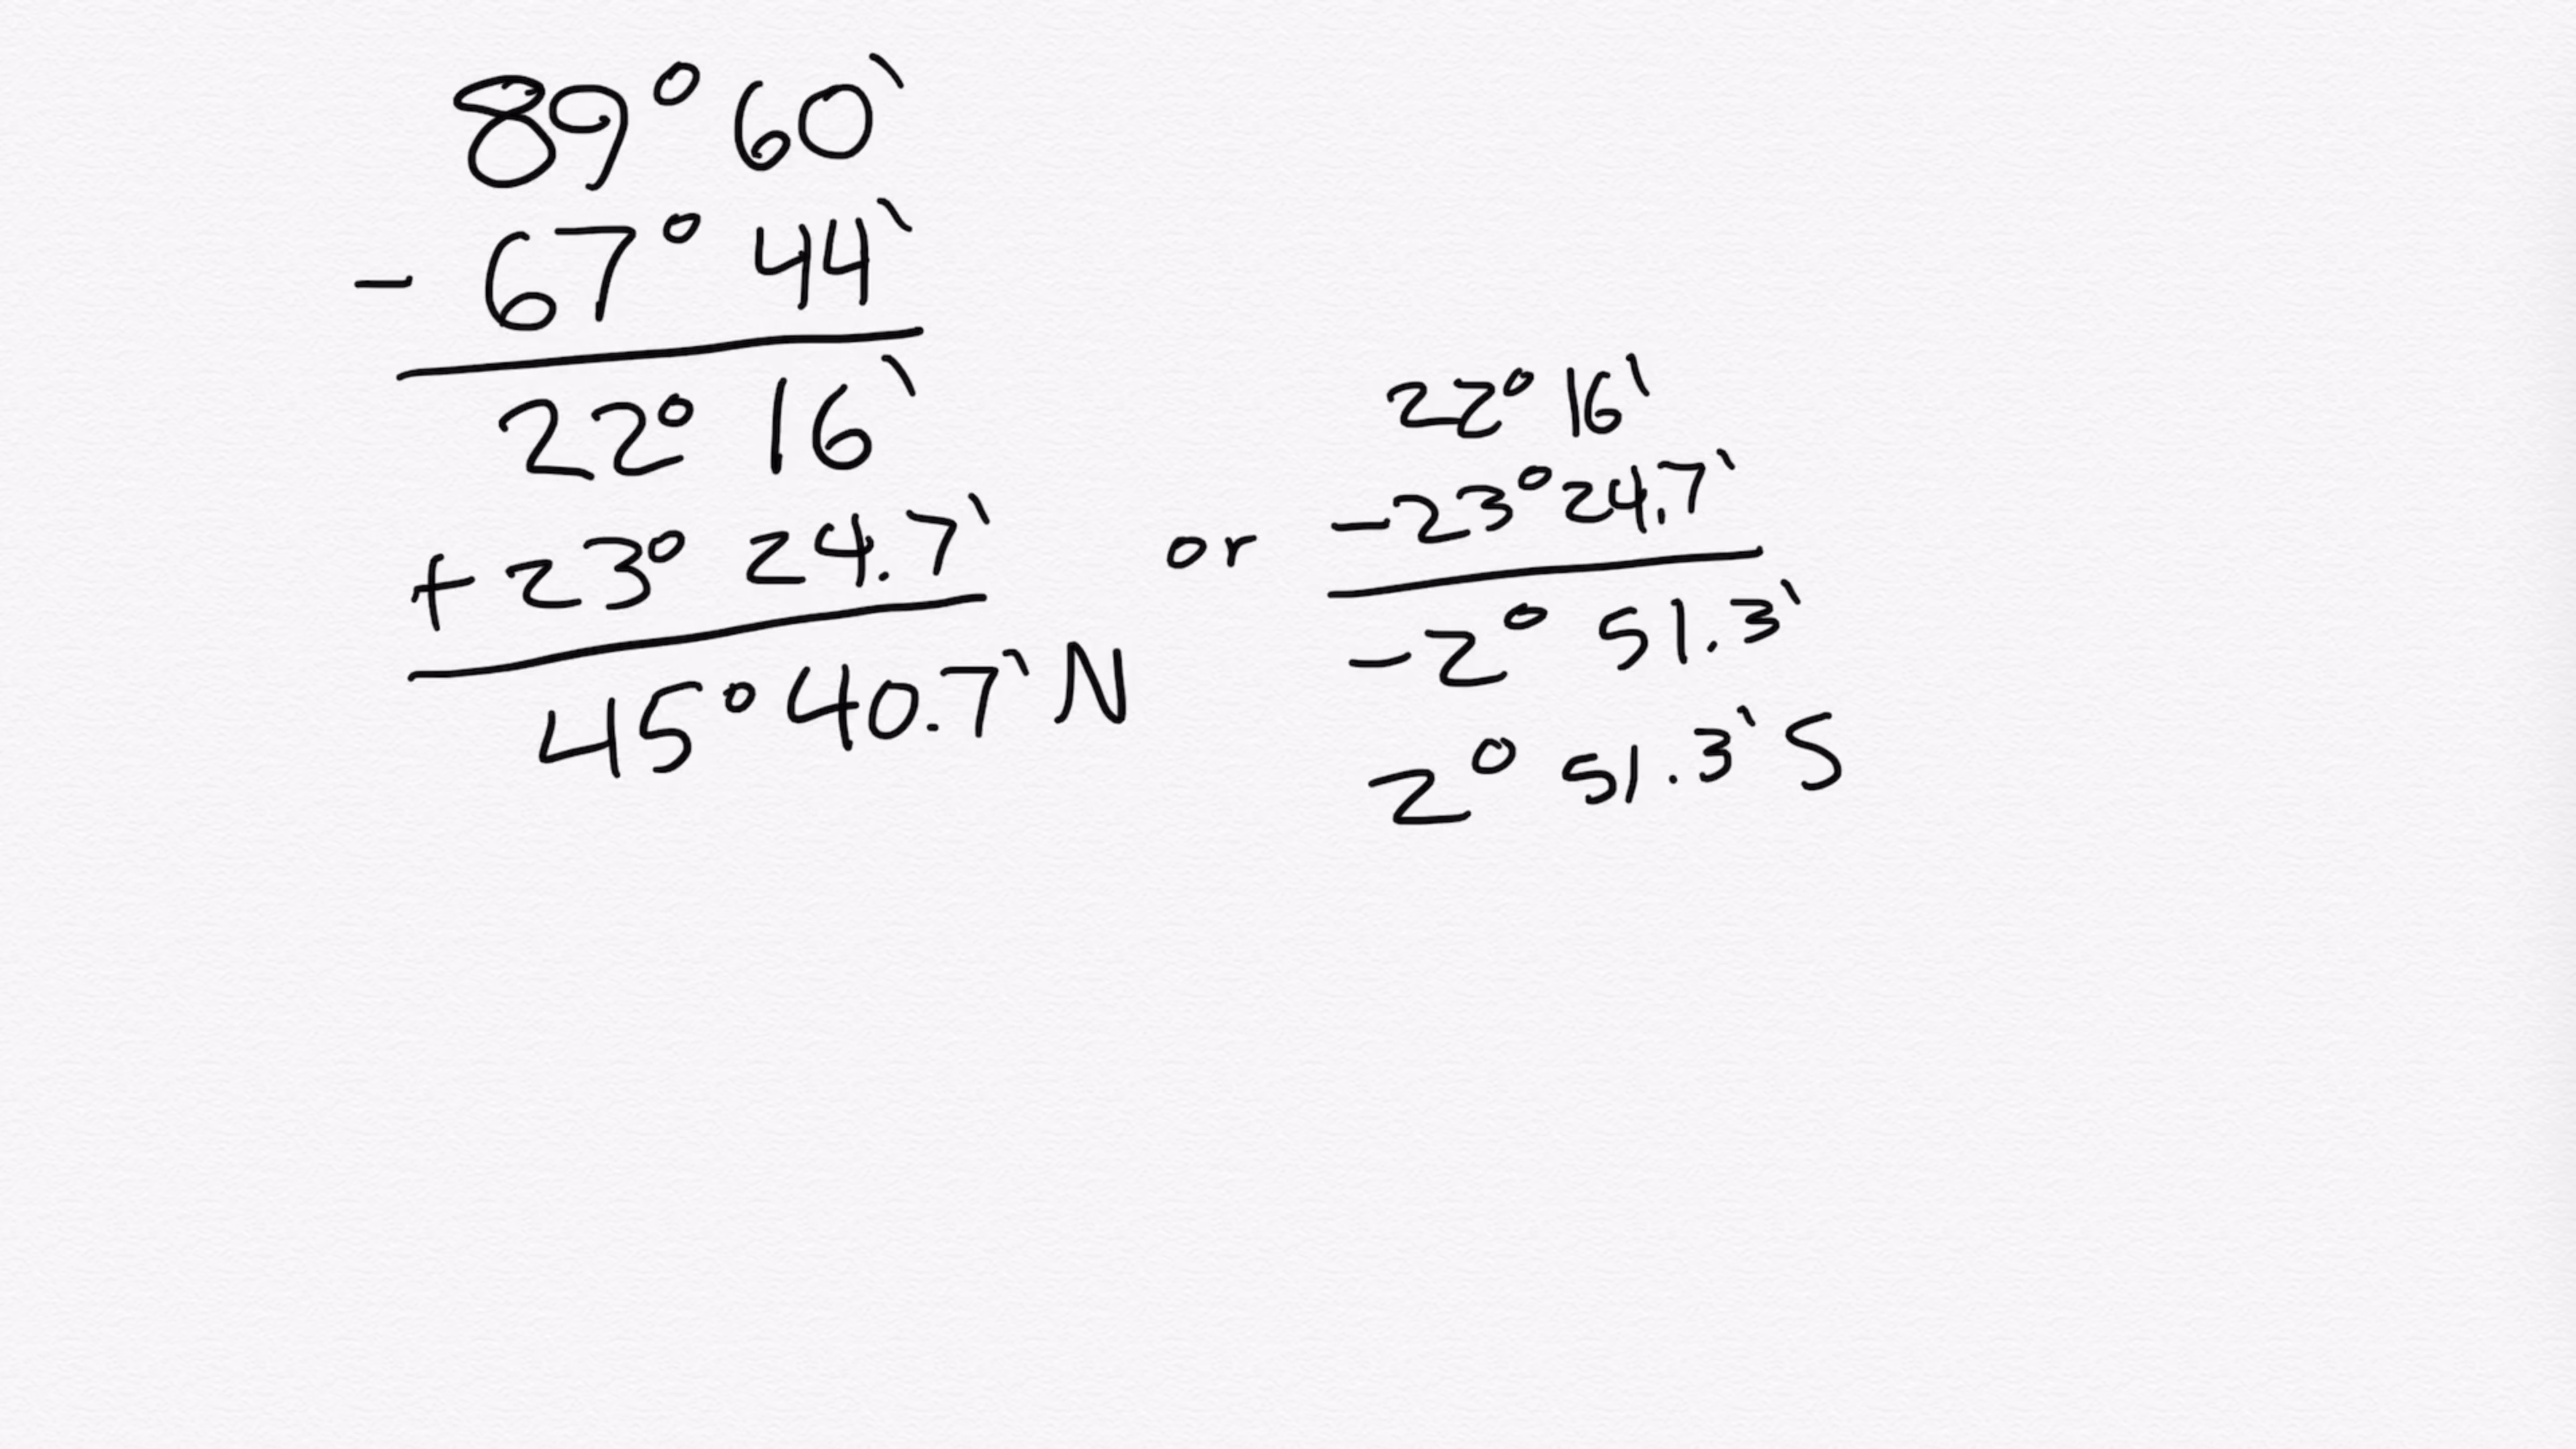 89° 60`
- 67° 44`
22° 16`
+ 23° 24.7`
45° 40.7` N
or
22° 16`
- 23° 24.7`
- 2° 51.3`
2° 51.3` S